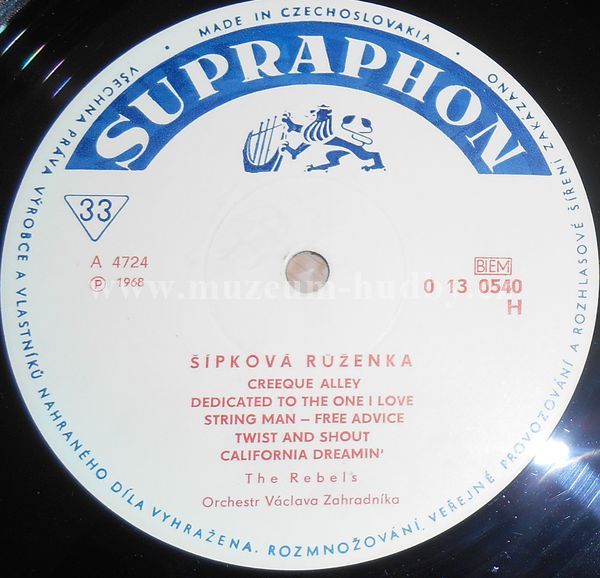 MADE IN CZECHOSLOVAKIA
SUPRAPHON
33
A 4724
Ⓟ 1968
BIEM
0 13 0540
H
www.muzeum-hudby.cz
ŠÍPKOVÁ RŮŽENKA
CREEQUE ALLEY
DEDICATED TO THE ONE I LOVE
STRING MAN – FREE ADVICE
TWIST AND SHOUT
CALIFORNIA DREAMIN'
The Rebels
Orchestr Václava Zahradníka
VŠECHNA PRÁVA VÝROBCE A VLASTNÍKŮ NAHRANÉHO DÍLA VYHRAŽENA. ROZMNOŽOVÁNÍ, VEŘEJNÉ PROVOZOVÁNÍ A ROZHLASOVÉ ŠÍŘENÍ ZAKÁZÁNO